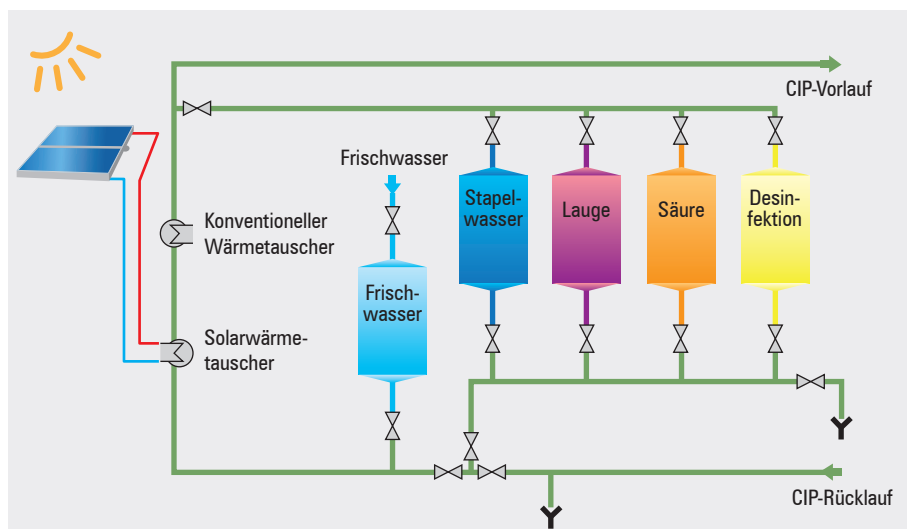 CIP-Vorlauf
Frischwasser
Stapel-
wasser
Lauge
Säure
Desin-
fektion
Konventioneller
Wärmetauscher
Frisch-
wasser
Solarwärme-
tauscher
CIP-Rücklauf